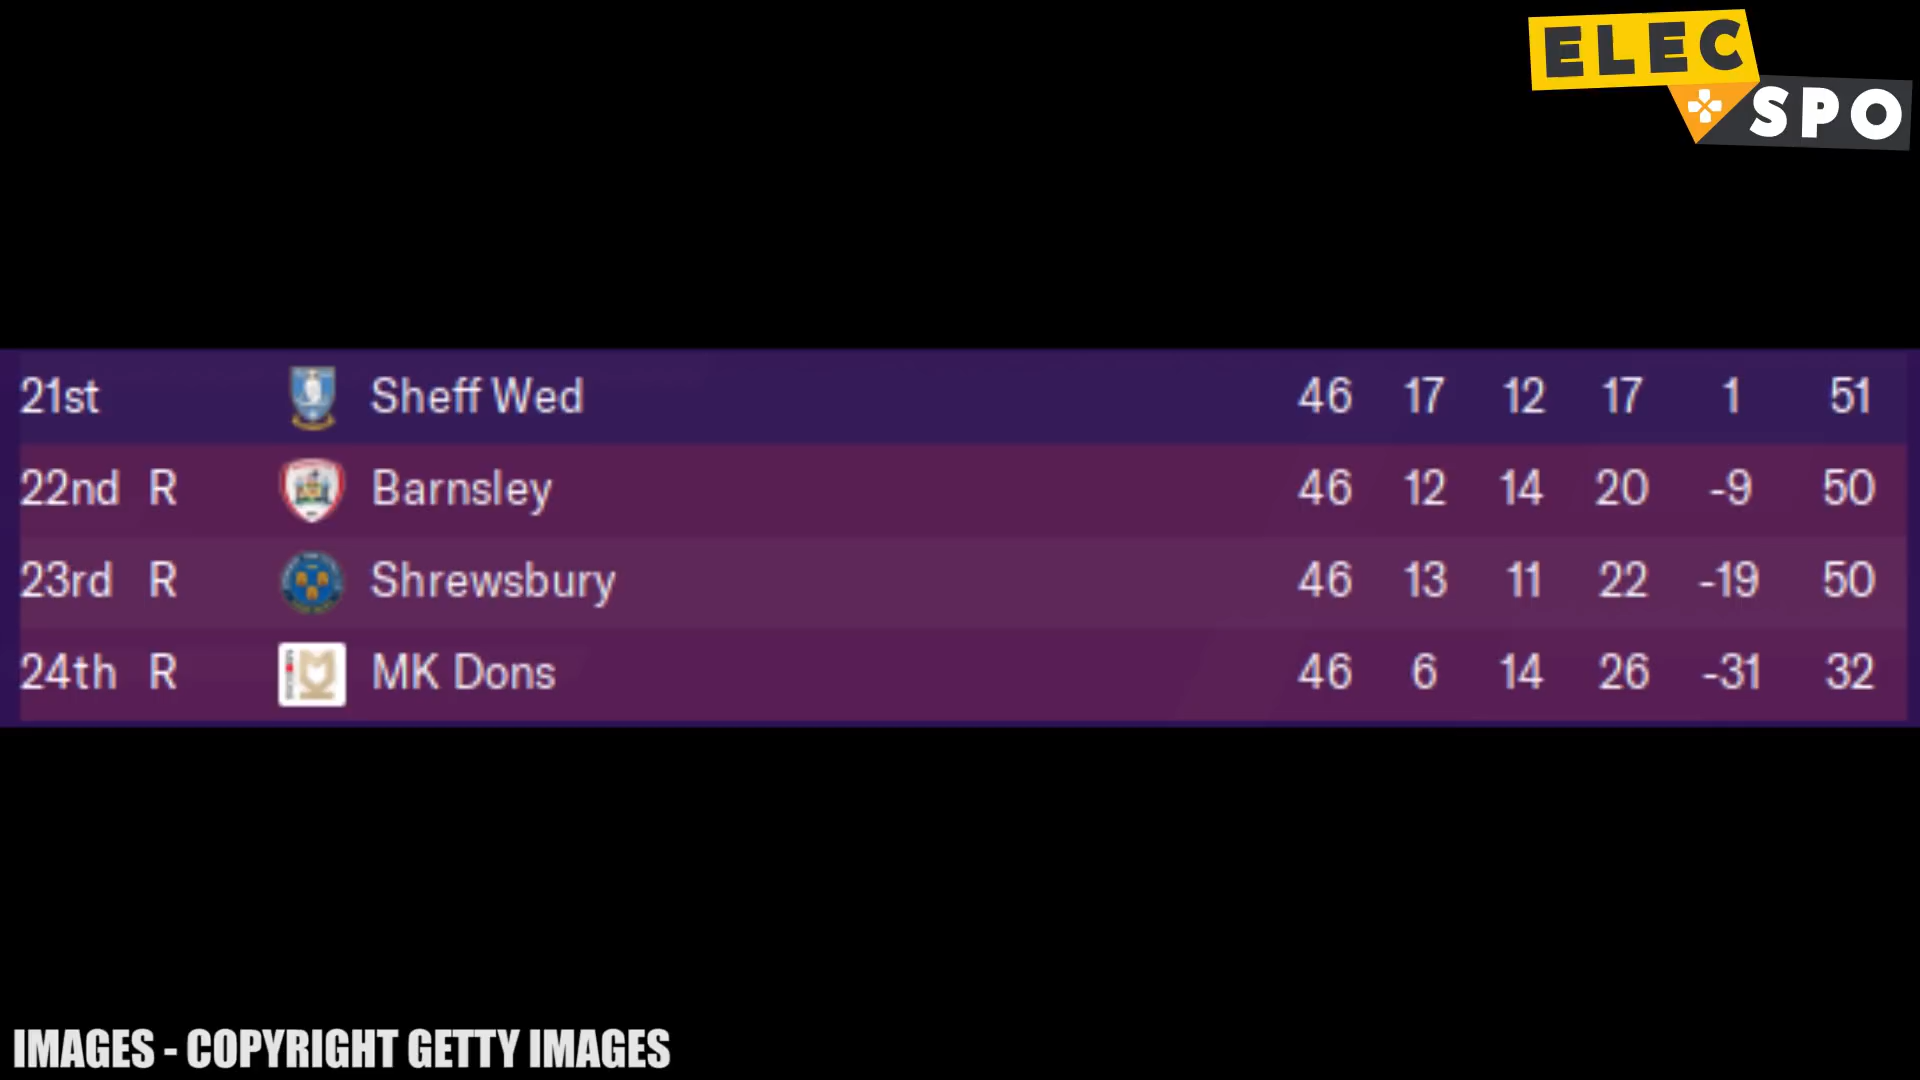 ELEC
SPO
21st Sheff Wed 46 17 12 17 1 51
22nd R Barnsley 46 12 14 20 -9 50
23rd R Shrewsbury 46 13 11 22 -19 50
24th R MK Dons 46 6 14 26 -31 32
IMAGES - COPYRIGHT GETTY IMAGES